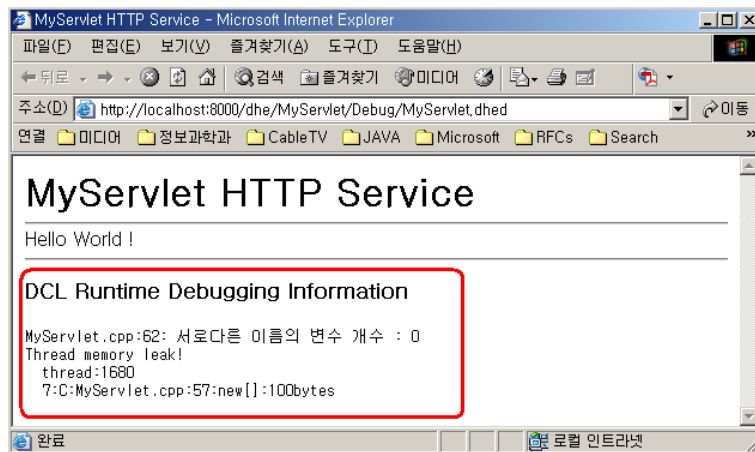 MyServlet HTTP Service - Microsoft Internet Explorer
파일(F) 편집(E) 보기(V) 즐겨찾기(A) 도구(T) 도움말(H)
뒤로 검색 즐겨찾기 미디어
주소(D) http://localhost:8000/dhe/MyServlet/Debug/MyServlet.dhed 이동
연결 미디어 정보과학과 CableTV JAVA Microsoft RFCs Search »
MyServlet HTTP Service
Hello World !
DCL Runtime Debugging Information
MyServlet.cpp:62: 서로다른 이름의 변수 개수 : 0
Thread memory leak!
thread:1680
7:C:MyServlet.cpp:57:new[]:100bytes
완료 로컬 인트라넷